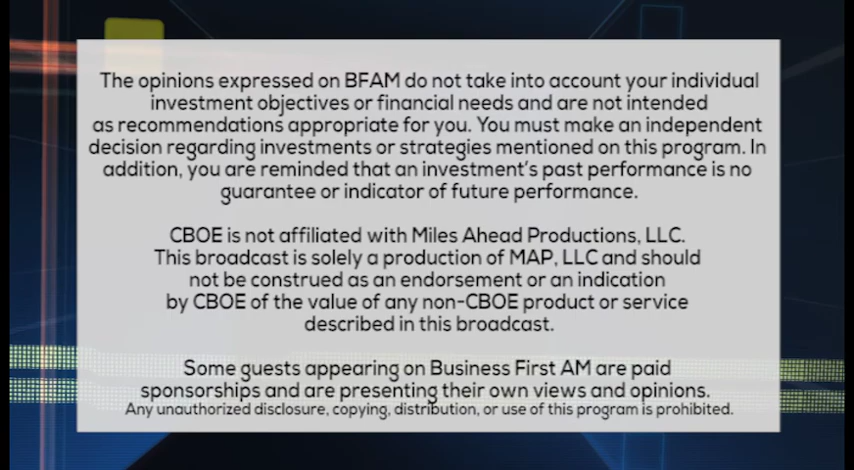 The opinions expressed on BFAM do not take into account your individual
investment objectives or financial needs and are not intended
as recommendations appropriate for you. You must make an independent
decision regarding investments or strategies mentioned on this program. In
addition, you are reminded that an investment's past performance is no
guarantee or indicator of future performance.
CBOE is not affiliated with Miles Ahead Productions, LLC.
This broadcast is solely a production of MAP, LLC and should
not be construed as an endorsement or an indication
by CBOE of the value of any non-CBOE product or service
described in this broadcast.
Some guests appearing on Business First AM are paid
sponsorships and are presenting their own views and opinions.
Any unauthorized disclosure, copying, distribution, or use of this program is prohibited.